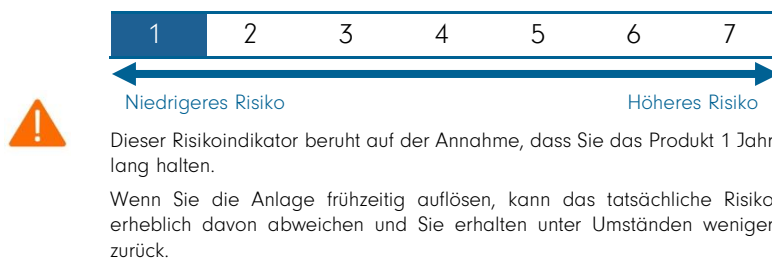 1 2 3 4 5 6 7
Niedrigeres Risiko Höheres Risiko
Dieser Risikoindikator beruht auf der Annahme, dass Sie das Produkt 1 Jahr
lang halten.
Wenn Sie die Anlage frühzeitig auflösen, kann das tatsächliche Risiko
erheblich davon abweichen und Sie erhalten unter Umständen weniger
zurück.